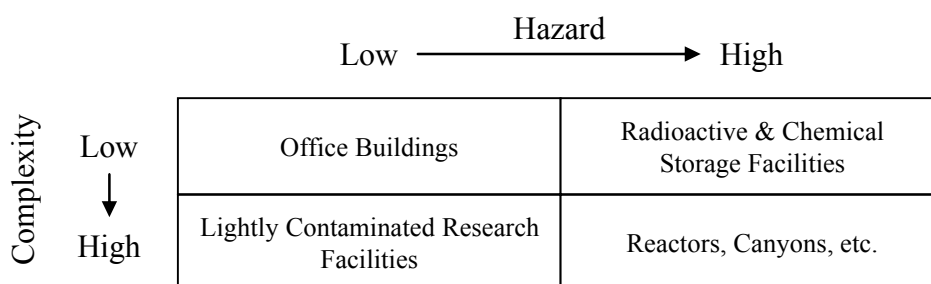 Hazard
Low
High
Complexity
Low
High
Office Buildings
Radioactive & Chemical
Storage Facilities
Lightly Contaminated Research
Facilities
Reactors, Canyons, etc.